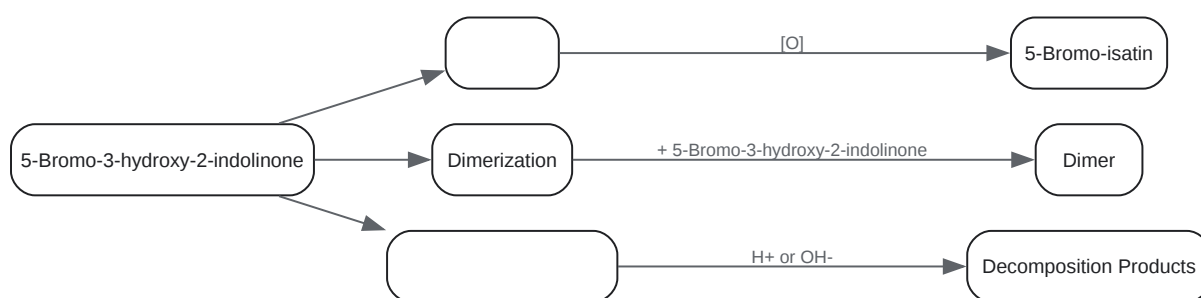 [O]
5-Bromo-isatin
5-Bromo-3-hydroxy-2-indolinone
Dimerization
+ 5-Bromo-3-hydroxy-2-indolinone
Dimer
H+ or OH-
Decomposition Products